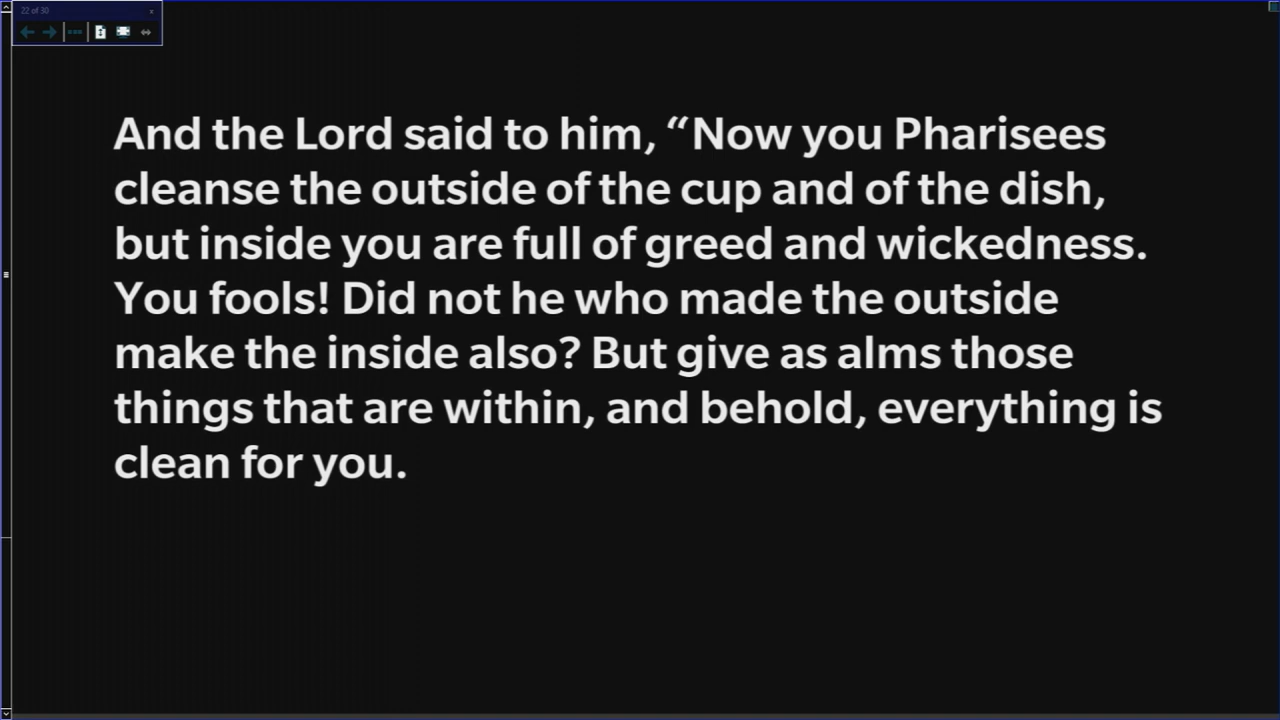 22 of 30
And the Lord said to him, “Now you Pharisees
cleanse the outside of the cup and of the dish,
but inside you are full of greed and wickedness.
You fools! Did not he who made the outside
make the inside also? But give as alms those
things that are within, and behold, everything is
clean for you.